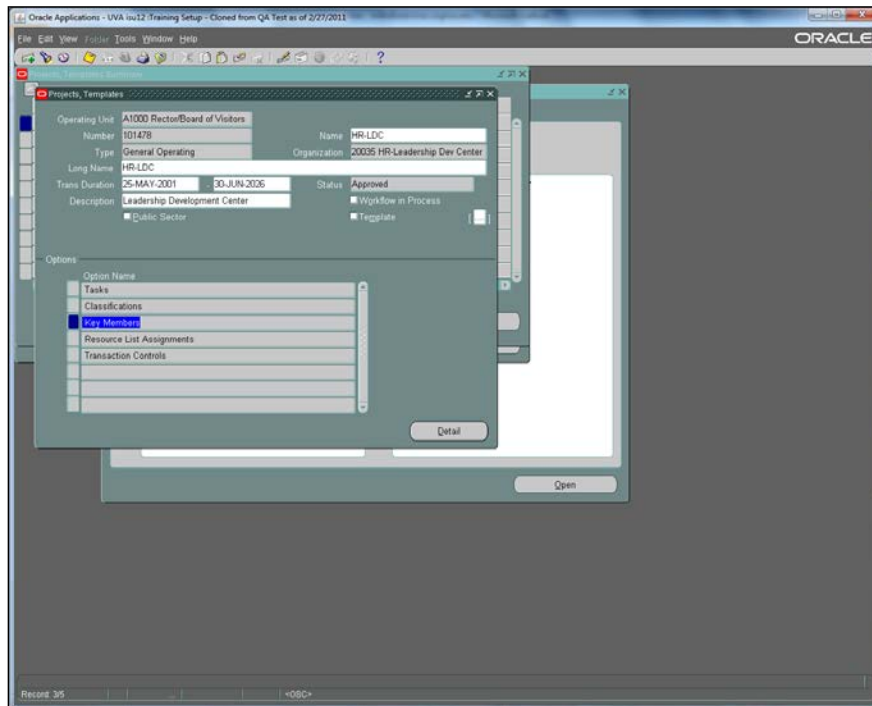 Oracle Applications - UVA isu12 :Training Setup - Cloned from QA Test as of 2/27/2011
File Edit View Folder Tools Window Help
ORACLE
Projects, Templates Summary
Projects, Templates
Operating Unit A1000 Rector/Board of Visitors
Number 101478 Name HR-LDC
Type General Operating Organization 20035 HR-Leadership Dev Center
Long Name HR-LDC
Trans Duration 25-MAY-2001 - 30-JUN-2026 Status Approved
Description Leadership Development Center Workflow in Process
Public Sector Template [ ]
Options
Option Name
Tasks
Classifications
Key Members
Resource List Assignments
Transaction Controls
Detail
Open
Record: 3/5 ... <OSC>